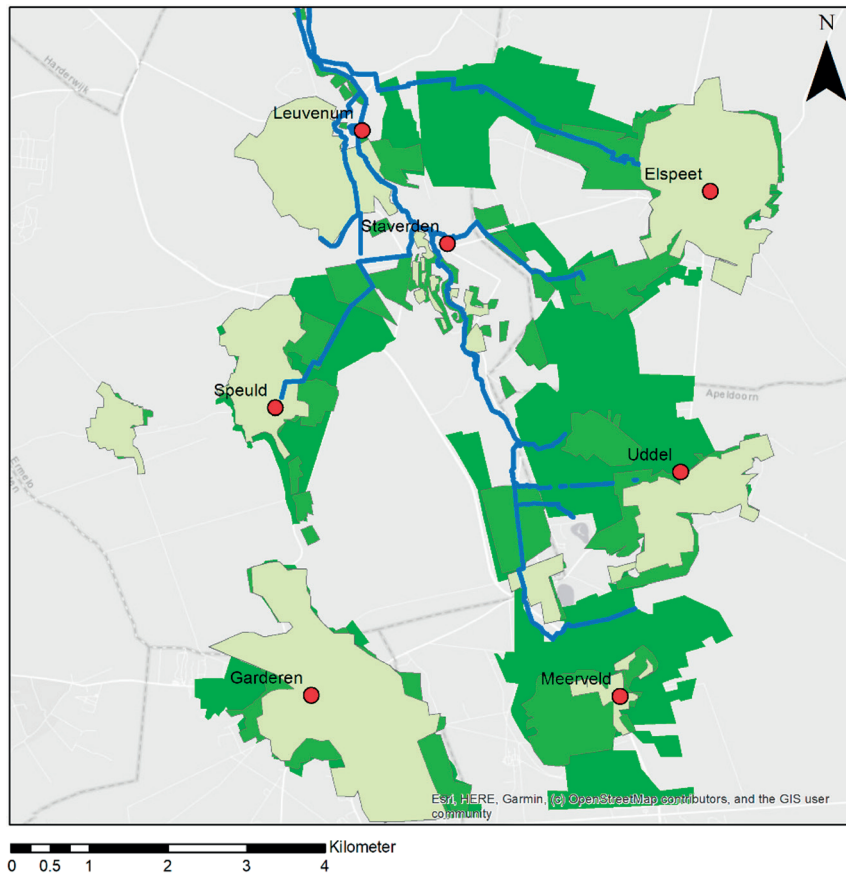 N
Harderwijk
Leuvenum
Elspeet
Staverden
Speuld
Apeldoorn
Uddel
Ermelo
Garderen
Meerveld
Esri, HERE, Garmin, (c) OpenStreetMap contributors, and the GIS user
community
Kilometer
0 0.5 1 2 3 4